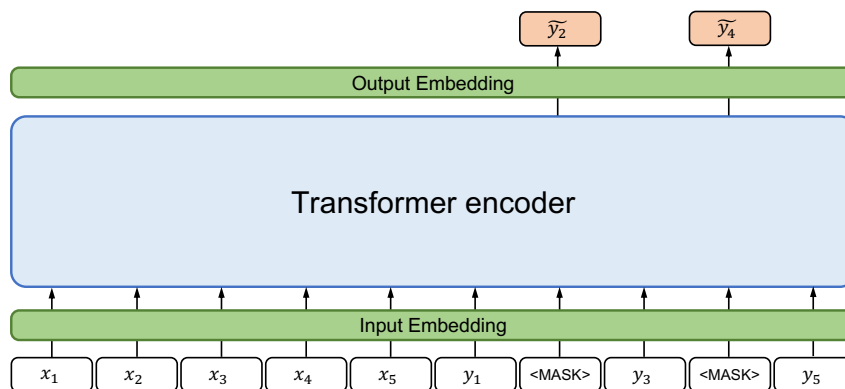 ỹ₂ ỹ₄
Output Embedding
Transformer encoder
Input Embedding
x₁ x₂ x₃ x₄ x₅ y₁ <MASK> y₃ <MASK> y₅